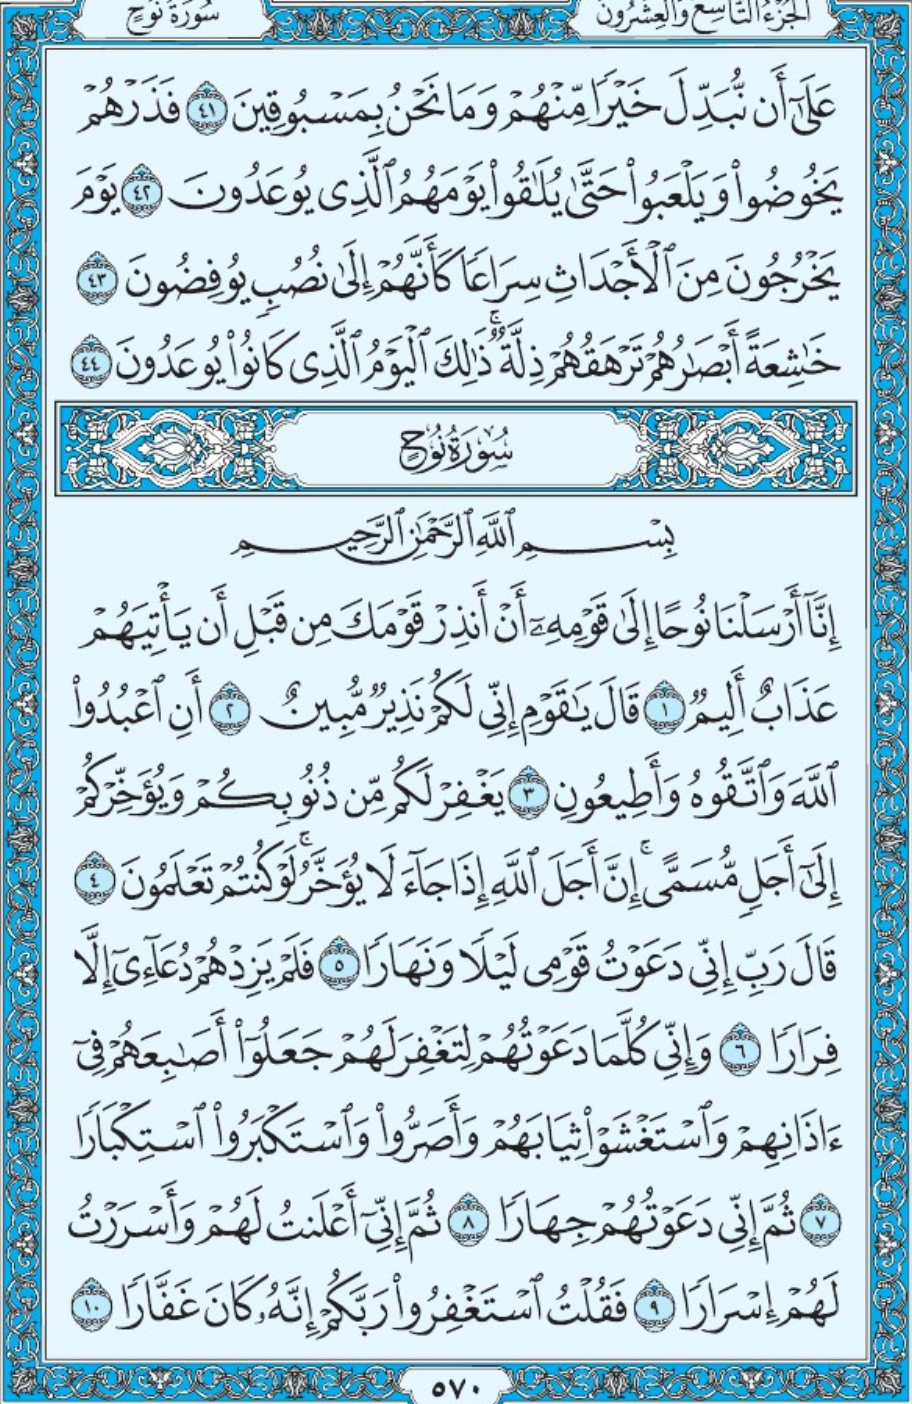 سُورَةُ نُوحٍ
الجُزْءُ التَّاسِعُ وَالعِشْرُونَ
عَلَىٰٓ أَن نُّبَدِّلَ خَيْرًا مِّنْهُمْ وَمَا نَحْنُ بِمَسْبُوقِينَ ٤١ فَذَرْهُمْ
يَخُوضُوا۟ وَيَلْعَبُوا۟ حَتَّىٰ يُلَـٰقُوا۟ يَوْمَهُمُ ٱلَّذِى يُوعَدُونَ ٤٢ يَوْمَ
يَخْرُجُونَ مِنَ ٱلْأَجْدَاثِ سِرَاعًا كَأَنَّهُمْ إِلَىٰ نُصُبٍ يُوفِضُونَ ٤٣
خَـٰشِعَةً أَبْصَـٰرُهُمْ تَرْهَقُهُمْ ذِلَّةٌ ۚ ذَٰلِكَ ٱلْيَوْمُ ٱلَّذِى كَانُوا۟ يُوعَدُونَ ٤٤
سُورَةُ نُوحٍ
بِسْمِ ٱللَّهِ ٱلرَّحْمَـٰنِ ٱلرَّحِيمِ
إِنَّآ أَرْسَلْنَا نُوحًا إِلَىٰ قَوْمِهِۦٓ أَنْ أَنذِرْ قَوْمَكَ مِن قَبْلِ أَن يَأْتِيَهُمْ
عَذَابٌ أَلِيمٌ ١ قَالَ يَـٰقَوْمِ إِنِّى لَكُمْ نَذِيرٌ مُّبِينٌ ٢ أَنِ ٱعْبُدُوا۟
ٱللَّهَ وَٱتَّقُوهُ وَأَطِيعُونِ ٣ يَغْفِرْ لَكُم مِّن ذُنُوبِكُمْ وَيُؤَخِّرْكُمْ
إِلَىٰٓ أَجَلٍ مُّسَمًّى ۚ إِنَّ أَجَلَ ٱللَّهِ إِذَا جَآءَ لَا يُؤَخَّرُ ۖ لَوْ كُنتُمْ تَعْلَمُونَ ٤
قَالَ رَبِّ إِنِّى دَعَوْتُ قَوْمِى لَيْلًا وَنَهَارًا ٥ فَلَمْ يَزِدْهُمْ دُعَآءِىٓ إِلَّا
فِرَارًا ٦ وَإِنِّى كُلَّمَا دَعَوْتُهُمْ لِتَغْفِرَ لَهُمْ جَعَلُوٓا۟ أَصَـٰبِعَهُمْ فِىٓ
ءَاذَانِهِمْ وَٱسْتَغْشَوْا۟ ثِيَابَهُمْ وَأَصَرُّوا۟ وَٱسْتَكْبَرُوا۟ ٱسْتِكْبَارًا
٧ ثُمَّ إِنِّى دَعَوْتُهُمْ جِهَارًا ٨ ثُمَّ إِنِّىٓ أَعْلَنتُ لَهُمْ وَأَسْرَرْتُ
لَهُمْ إِسْرَارًا ٩ فَقُلْتُ ٱسْتَغْفِرُوا۟ رَبَّكُمْ إِنَّهُۥ كَانَ غَفَّارًا ١٠
٥٧٠